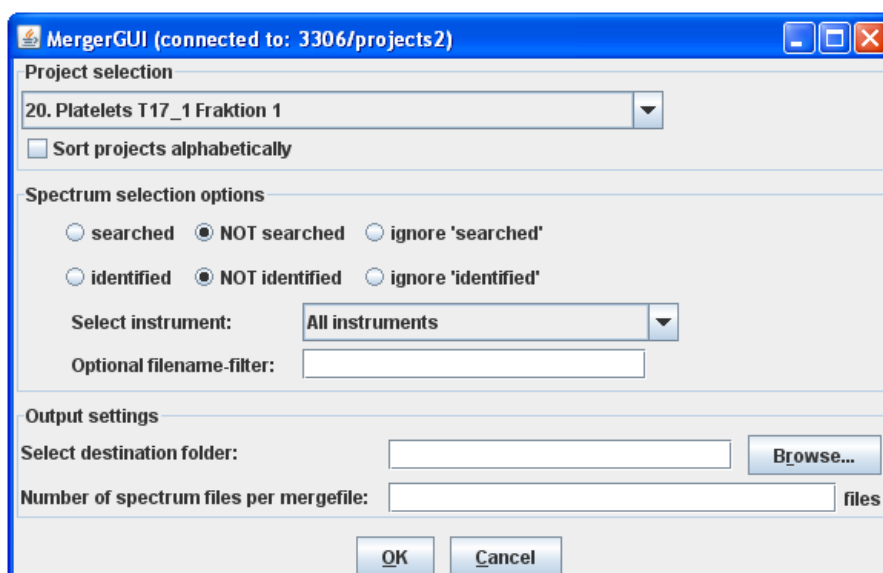 MergerGUI (connected to: 3306/projects2)
Project selection
20. Platelets T17_1 Fraktion 1
Sort projects alphabetically
Spectrum selection options
searched NOT searched ignore 'searched'
identified NOT identified ignore 'identified'
Select instrument: All instruments
Optional filename-filter:
Output settings
Select destination folder: Browse...
Number of spectrum files per mergefile: files
OK Cancel